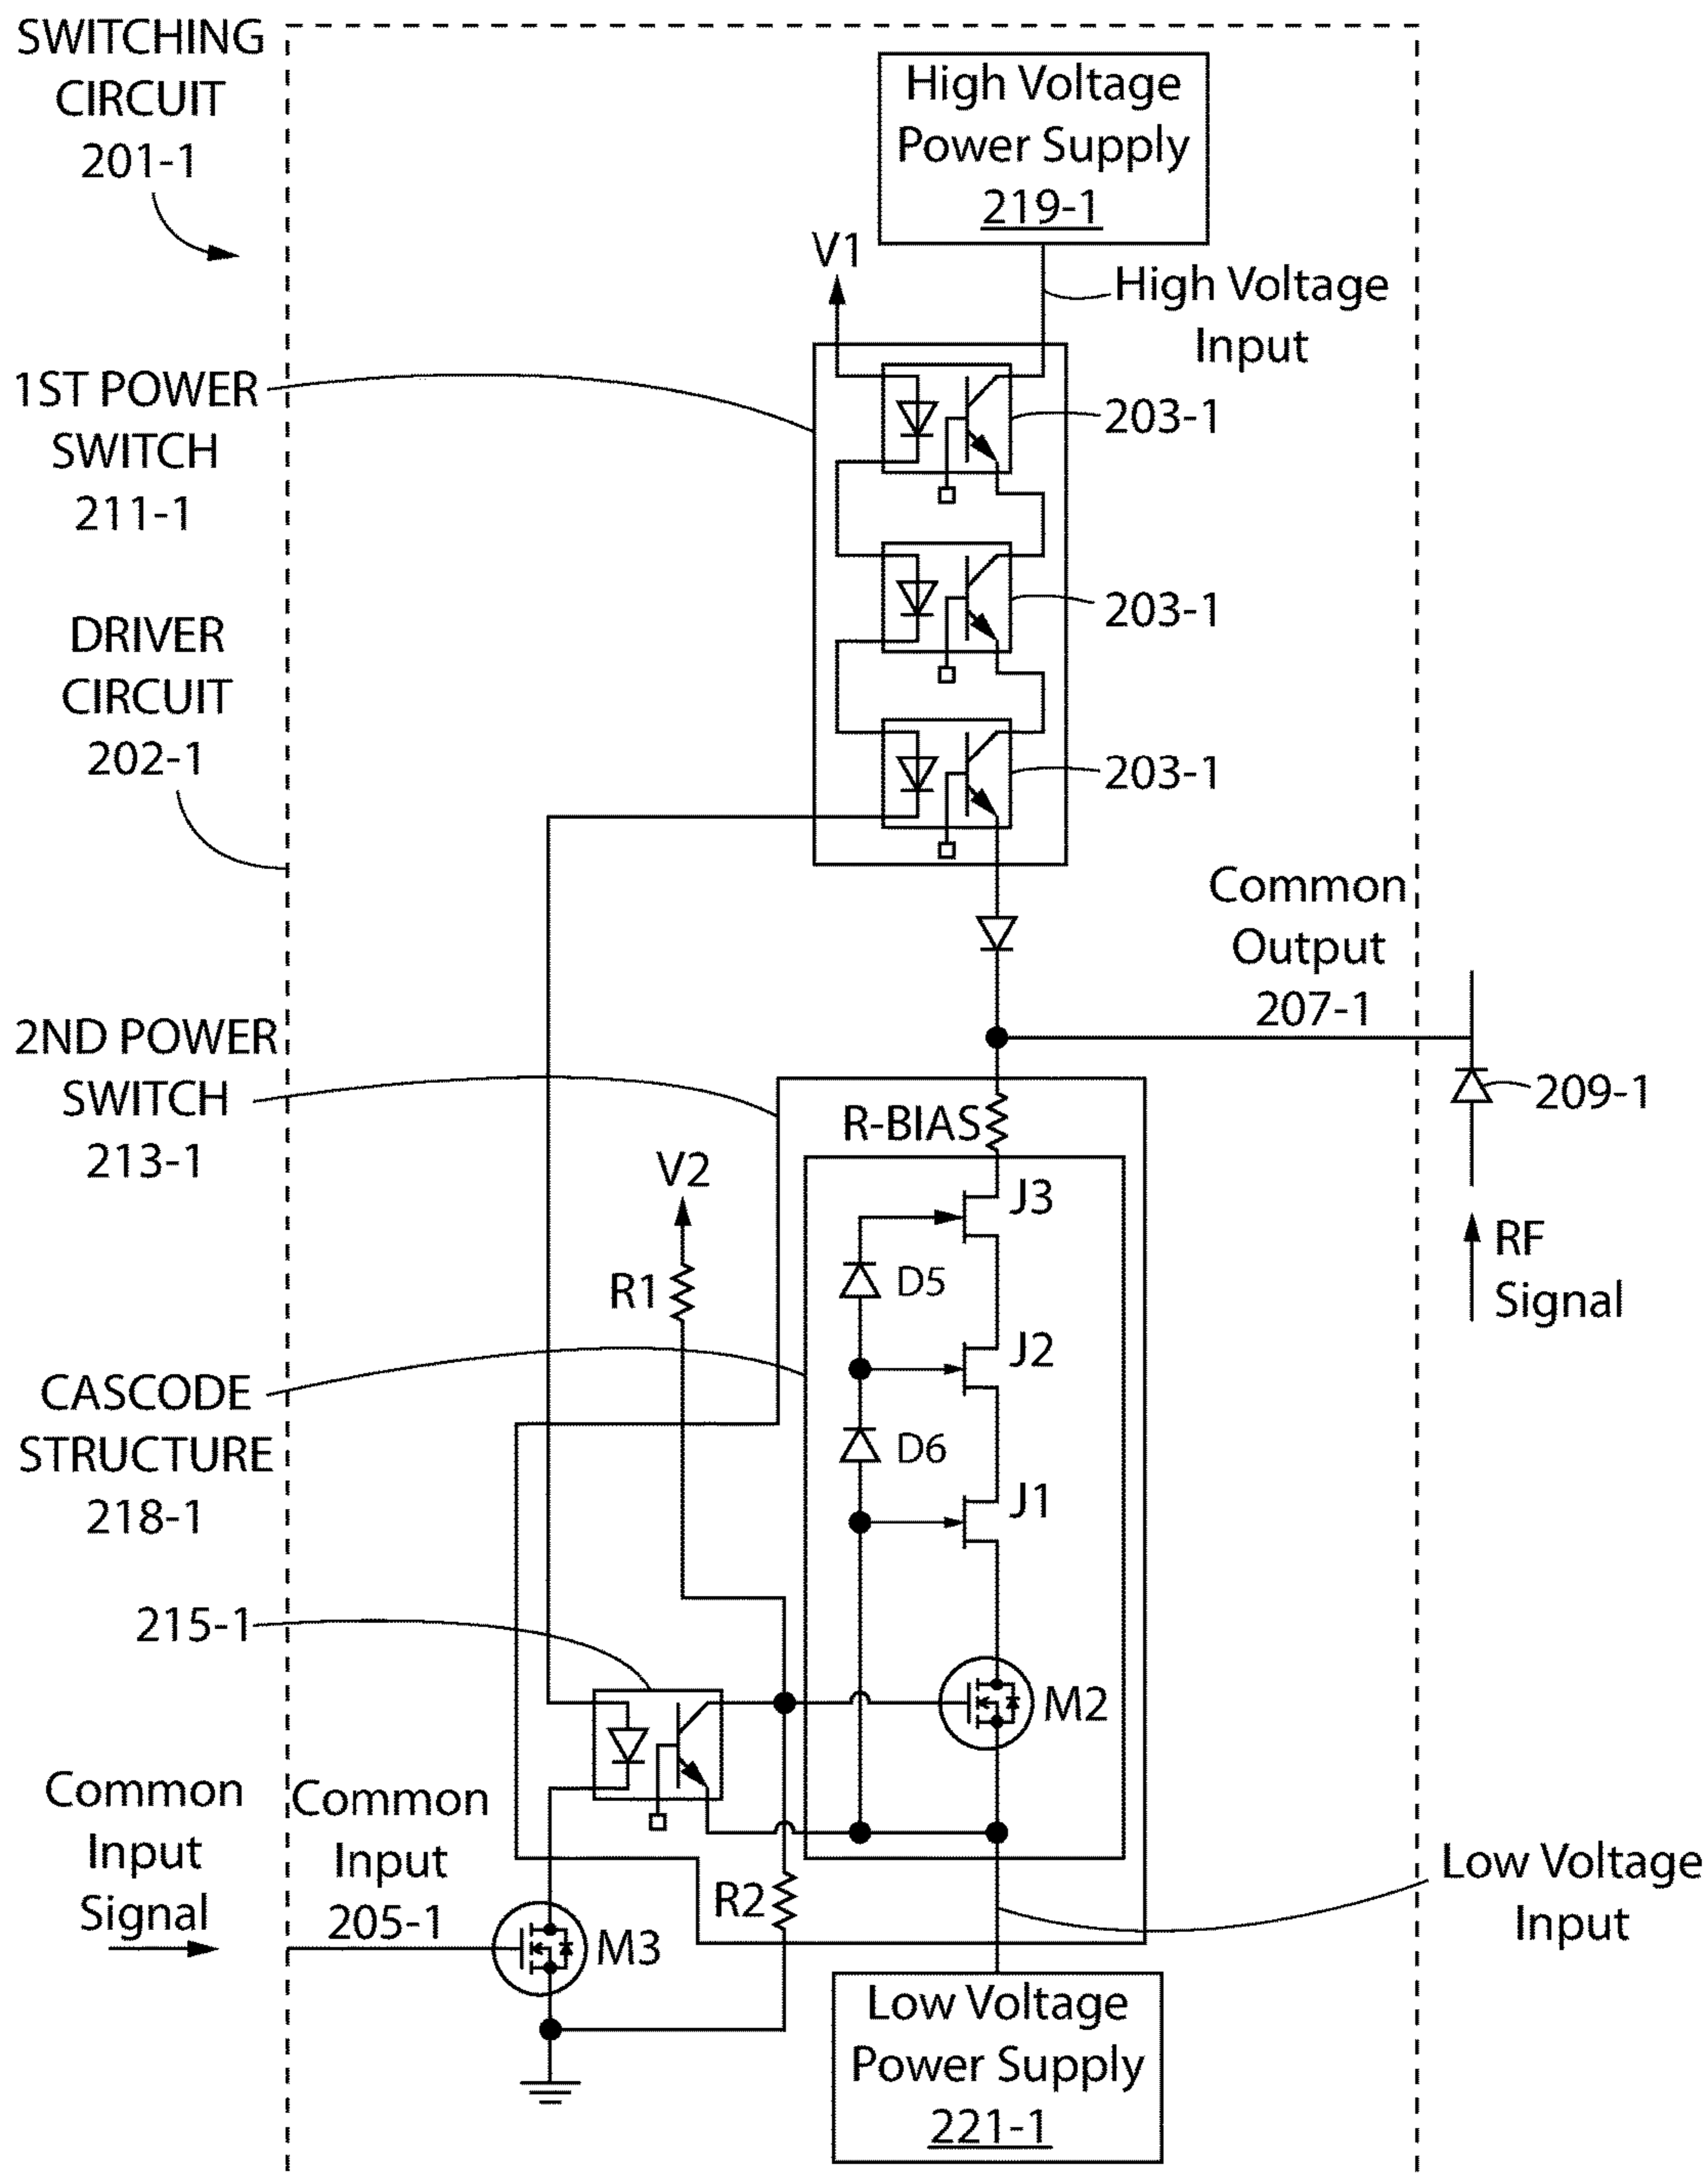 SWITCHING
CIRCUIT
201-1
High Voltage
Power Supply
219-1
V1
High Voltage
Input
1ST POWER
SWITCH
211-1
203-1
203-1
DRIVER
CIRCUIT
202-1
203-1
Common
Output
207-1
2ND POWER
SWITCH
213-1
R-BIAS
209-1
V2
J3
R1
D5
RF
Signal
J2
CASCODE
STRUCTURE
218-1
D6
J1
215-1
M2
Common
Input
Signal
Common
Input
205-1
R2
M3
Low Voltage
Input
Low Voltage
Power Supply
221-1